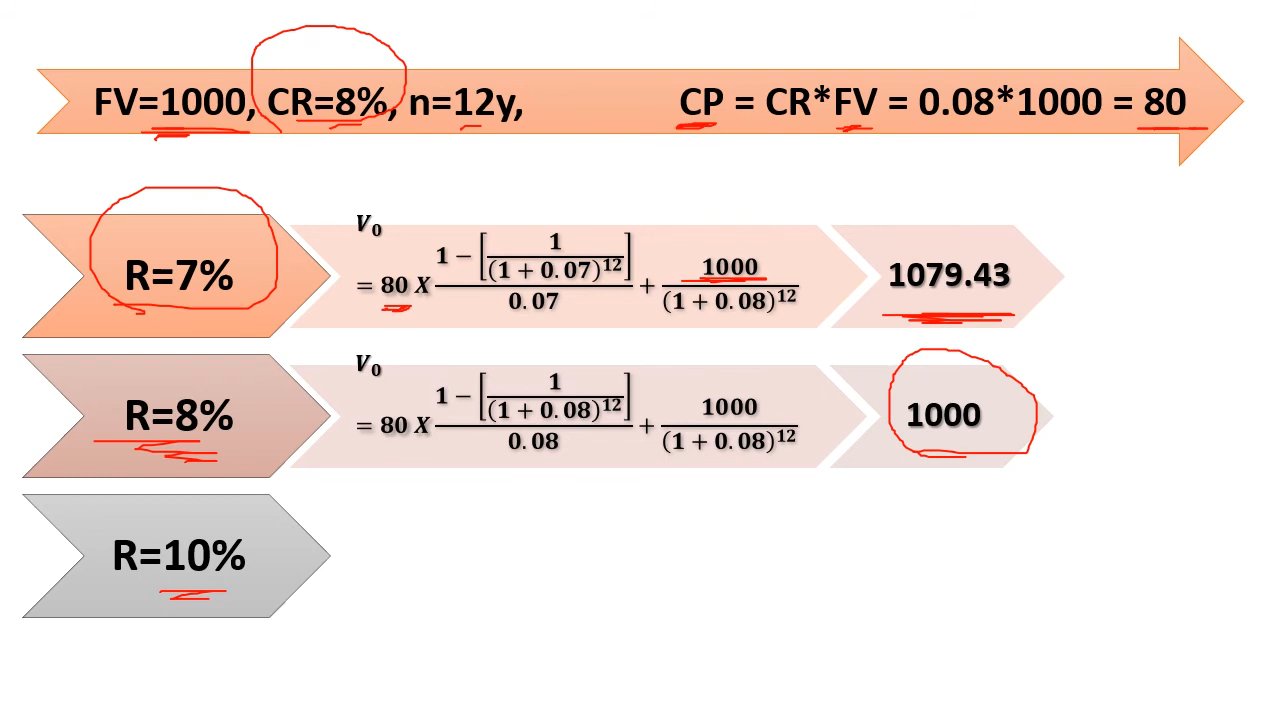 FV=1000, CR=8%, n=12y, CP = CR*FV = 0.08*1000 = 80
R=7%
V₀
= 80 X (1 − [1/(1 + 0.07)¹²])/0.07 + 1000/(1 + 0.08)¹²
1079.43
R=8%
V₀
= 80 X (1 − [1/(1 + 0.08)¹²])/0.08 + 1000/(1 + 0.08)¹²
1000
R=10%